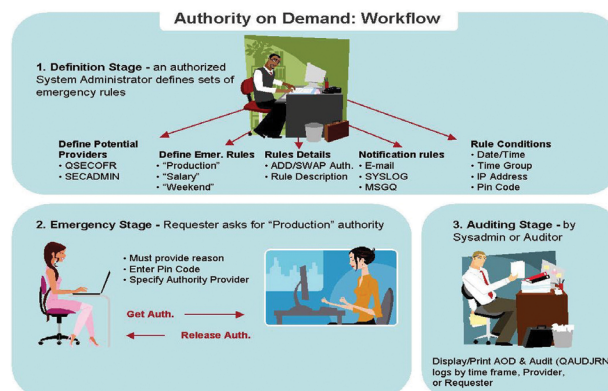 Authority on Demand: Workflow
1. Definition Stage - an authorized
System Administrator defines sets of
emergency rules
Define Potential
Providers
• QSECOFR
• SECADMIN
Define Emer. Rules
• "Production"
• "Salary"
• "Weekend"
Rules Details
• ADD/SWAP Auth.
• Rule Description
Notification rules
• E-mail
• SYSLOG
• MSGQ
Rule Conditions
• Date/Time
• Time Group
• IP Address
• Pin Code
2. Emergency Stage - Requester asks for "Production" authority
• Must provide reason
• Enter Pin Code
• Specify Authority Provider
Get Auth.
Release Auth.
3. Auditing Stage - by
Sysadmin or Auditor
Display/Print AOD & Audit (QAUDJRN)
logs by time frame, Provider,
or Requester